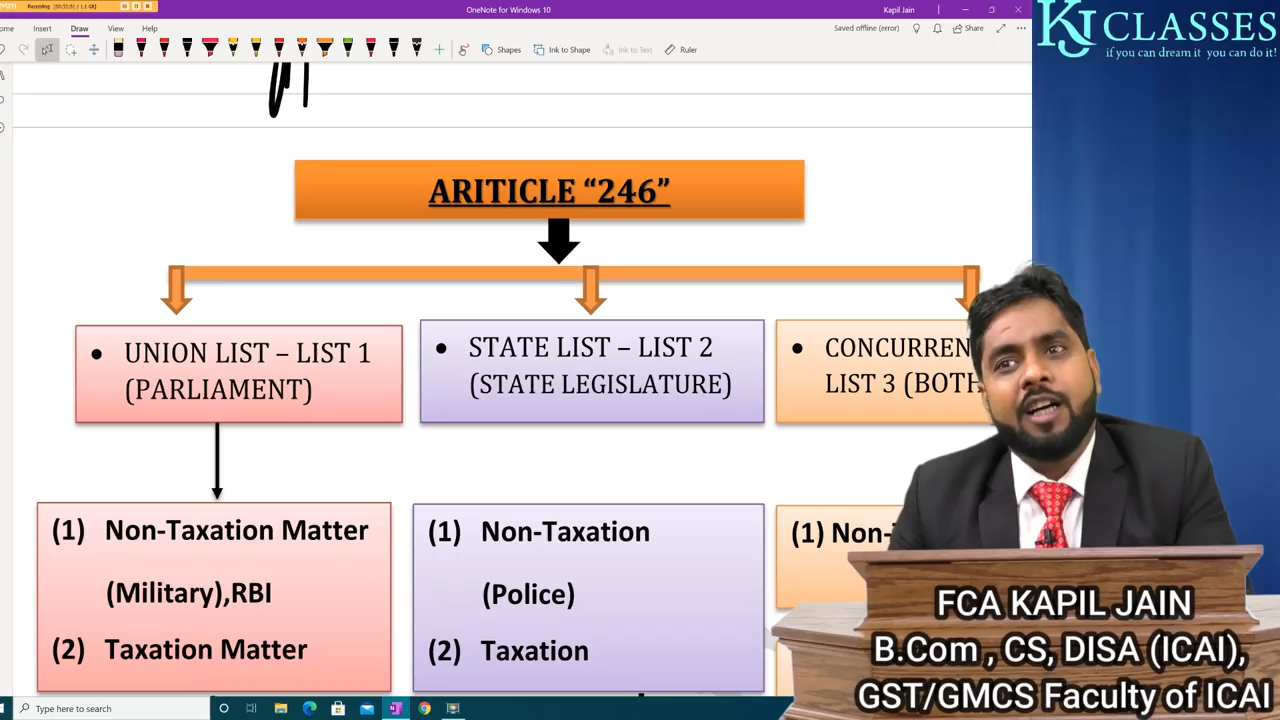 OneNote for Windows 10
Kapil Jain
Insert
Draw
View
Help
Saved offline (error)
Share
Shapes
Ink to Shape
Ink to Text
Ruler
KJ CLASSES
if you can dream it you can do it!
ARITICLE “246”
• UNION LIST – LIST 1
(PARLIAMENT)
• STATE LIST – LIST 2
(STATE LEGISLATURE)
• CONCURREN
LIST 3 (BOTH
(1) Non-Taxation Matter
(Military),RBI
(2) Taxation Matter
(1) Non-Taxation
(Police)
(2) Taxation
(1) Non-
FCA KAPIL JAIN
B.Com , CS, DISA (ICAI),
GST/GMCS Faculty of ICAI
Type here to search